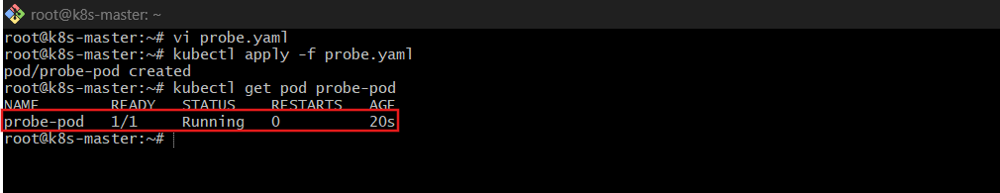 root@k8s-master: ~
root@k8s-master:~# vi probe.yaml
root@k8s-master:~# kubectl apply -f probe.yaml
pod/probe-pod created
root@k8s-master:~# kubectl get pod probe-pod
NAME        READY   STATUS    RESTARTS   AGE
probe-pod   1/1     Running   0          20s
root@k8s-master:~#